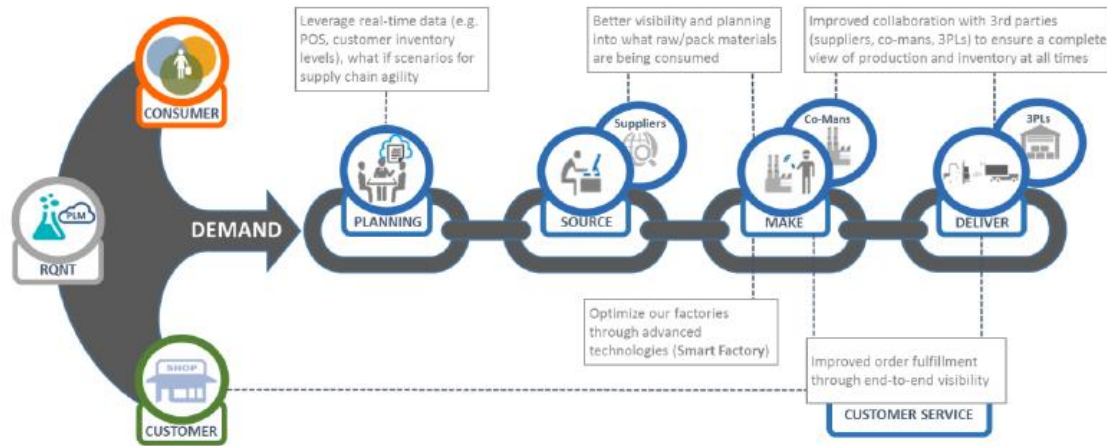 Leverage real-time data (e.g.
POS, customer inventory
levels), what if scenarios for
supply chain agility
Better visibility and planning
into what raw/pack materials
are being consumed
Improved collaboration with 3rd parties
(suppliers, co-mans, 3PLs) to ensure a complete
view of production and inventory at all times
CONSUMER
Suppliers
Co-Mans
3PLs
PLM
RQNT
DEMAND
PLANNING
SOURCE
MAKE
DELIVER
Optimize our factories
through advanced
technologies (Smart Factory)
Improved order fulfillment
through end-to-end visibility
SHOP
CUSTOMER
CUSTOMER SERVICE